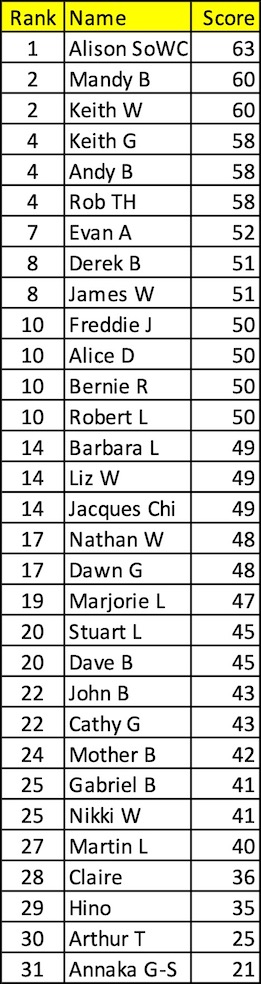 Rank Name Score
1 Alison SoWC 63
2 Mandy B 60
2 Keith W 60
4 Keith G 58
4 Andy B 58
4 Rob TH 58
7 Evan A 52
8 Derek B 51
8 James W 51
10 Freddie J 50
10 Alice D 50
10 Bernie R 50
10 Robert L 50
14 Barbara L 49
14 Liz W 49
14 Jacques Chi 49
17 Nathan W 48
17 Dawn G 48
19 Marjorie L 47
20 Stuart L 45
20 Dave B 45
22 John B 43
22 Cathy G 43
24 Mother B 42
25 Gabriel B 41
25 Nikki W 41
27 Martin L 40
28 Claire 36
29 Hino 35
30 Arthur T 25
31 Annaka G-S 21